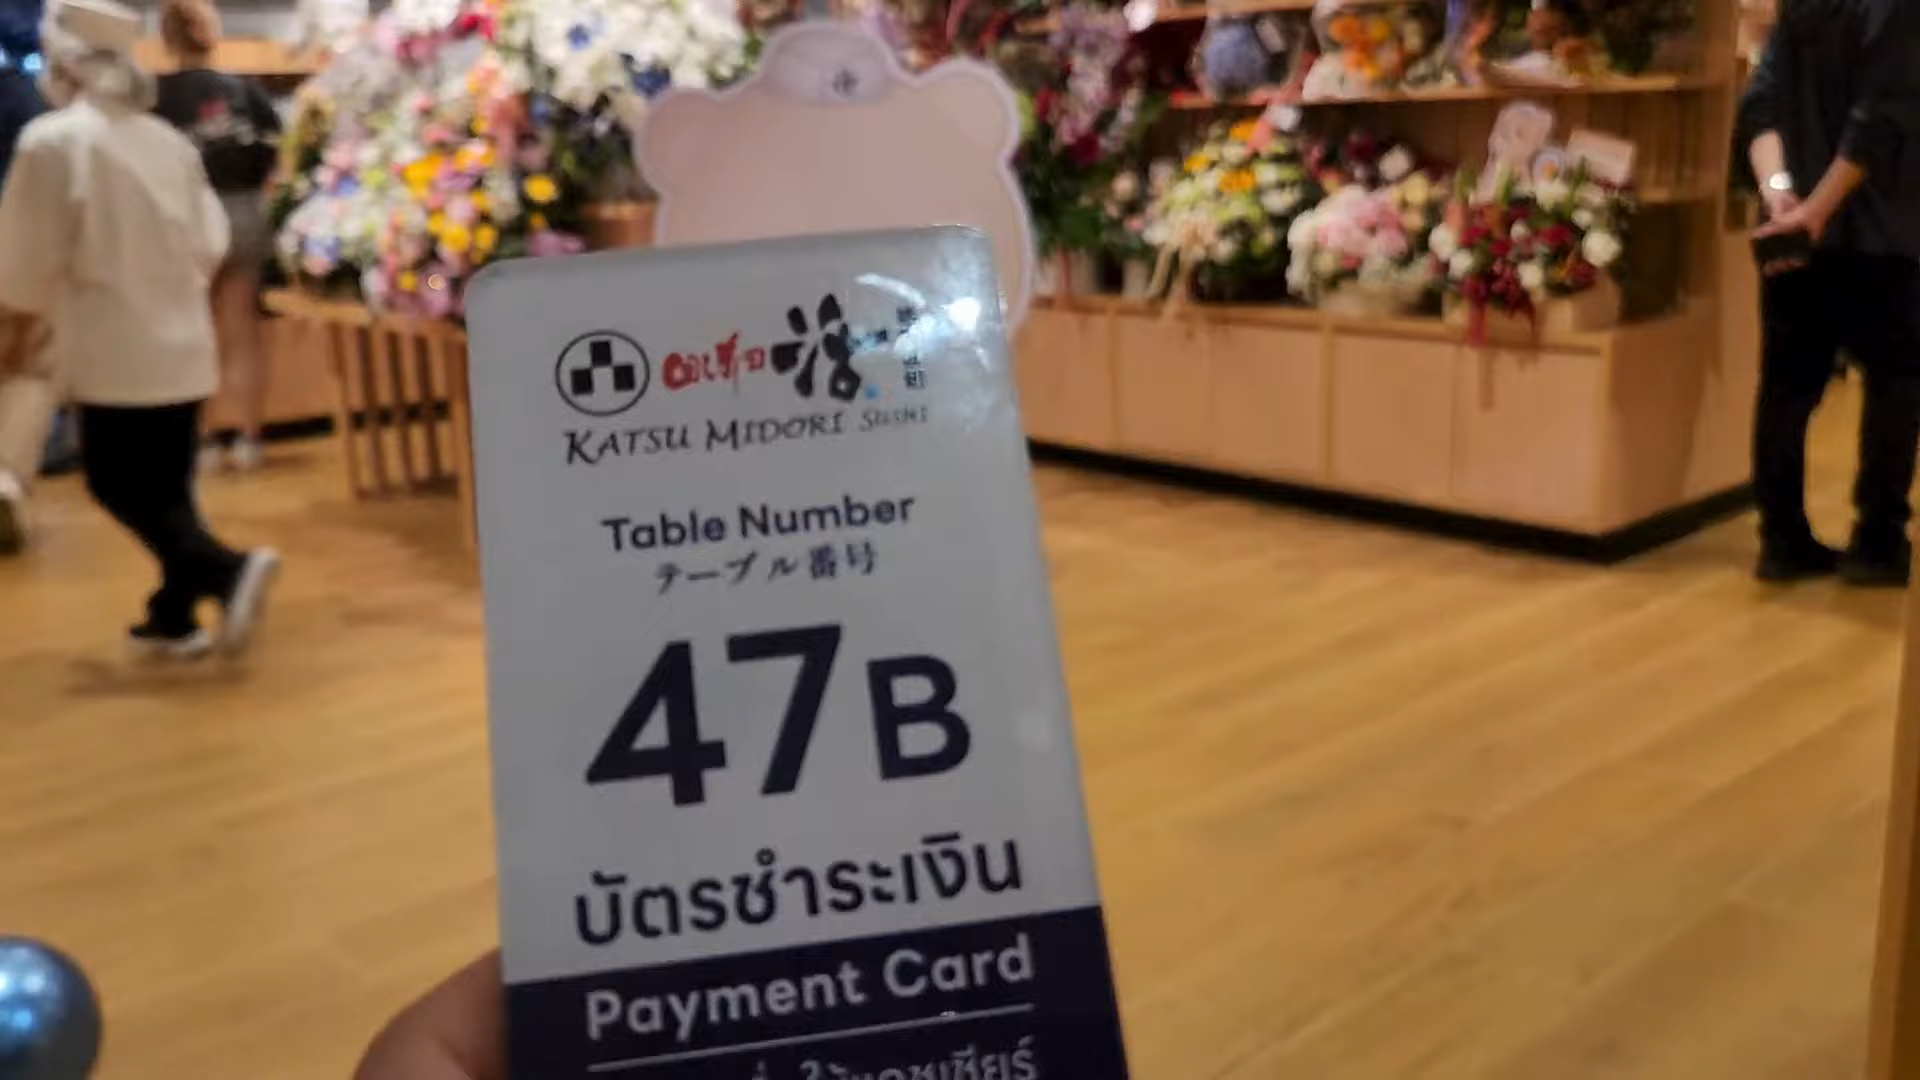 活
KATSU MIDORI SUSHI
Table Number
テーブル番号
47B
บัตรชำระเงิน
Payment Card